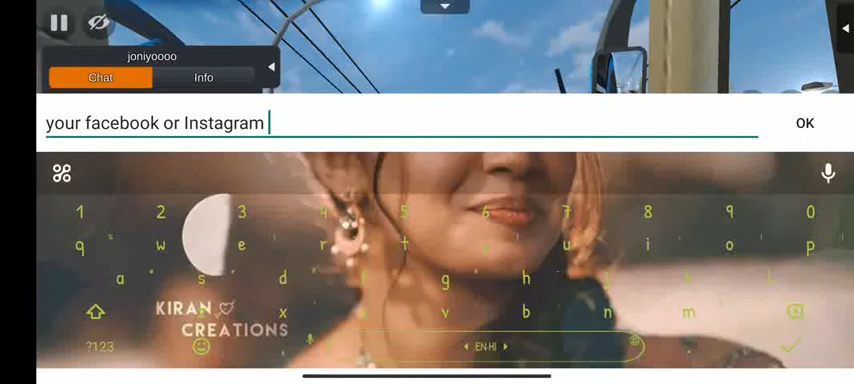 joniyoooo
Chat Info
your facebook or Instagram
OK
1 2 3 4 5 6 7 8 9 0
q w e r t y u i o p
a s d f g h j k l
z x c v b n m
KIRAN
CREATIONS
?123 EN-HI